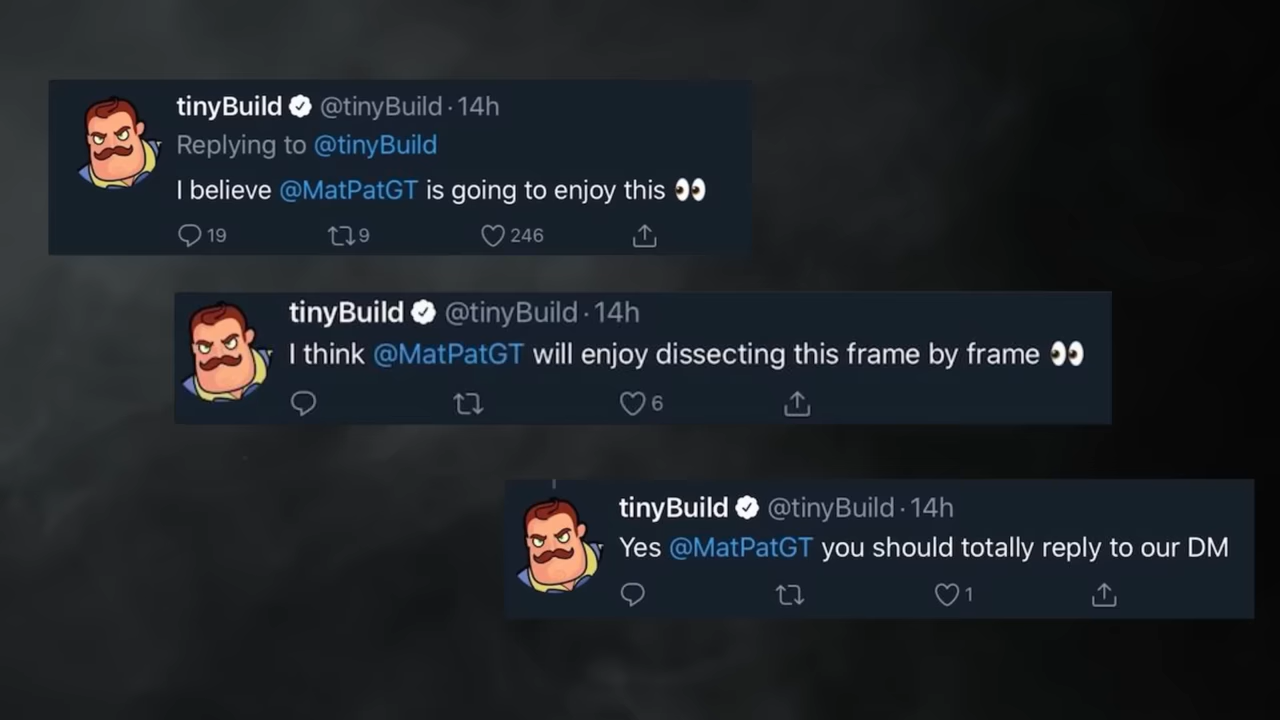 tinyBuild @tinyBuild · 14h
Replying to @tinyBuild
I believe @MatPatGT is going to enjoy this 👀
19 9 246
tinyBuild @tinyBuild · 14h
I think @MatPatGT will enjoy dissecting this frame by frame 👀
6
tinyBuild @tinyBuild · 14h
Yes @MatPatGT you should totally reply to our DM
1